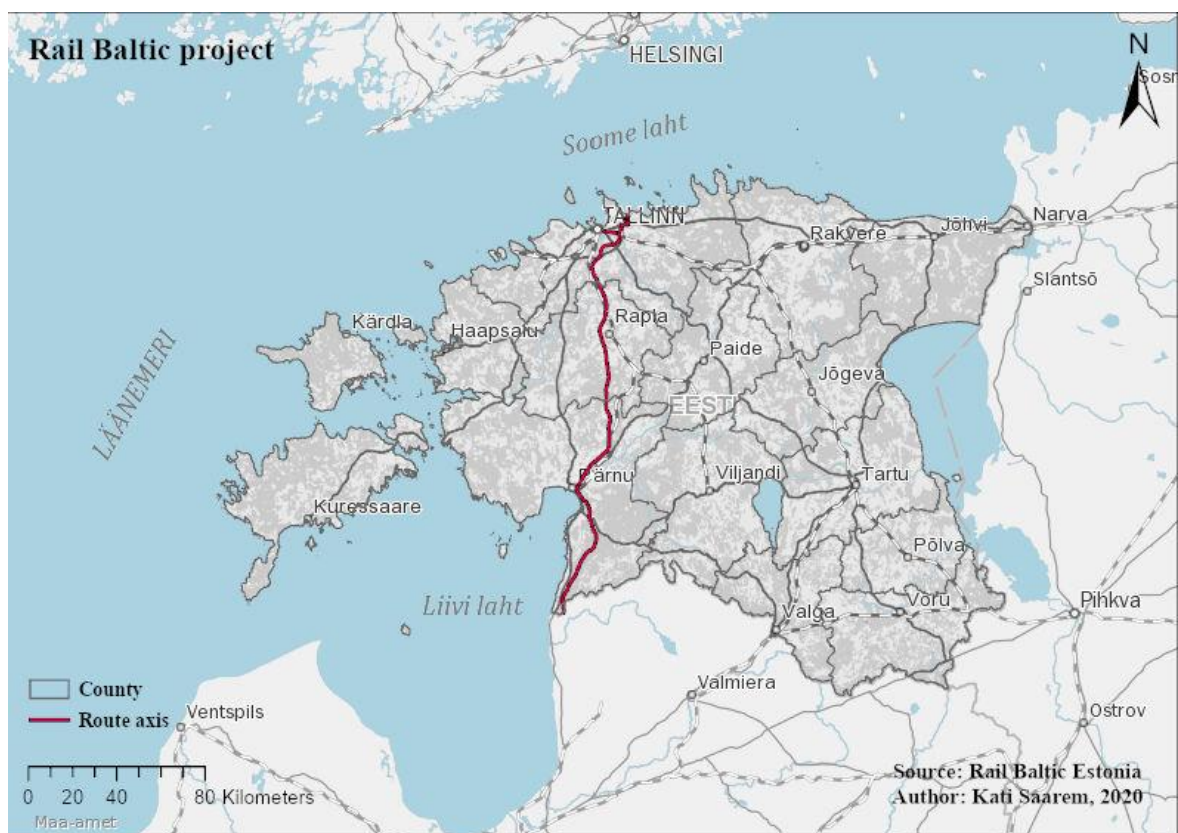 Rail Baltic project
HELSINGI
N
Sosn
Soome laht
TALLINN
Narva
Rakvere
Jõhvi
Slantsõ
Kärdla
Haapsalu
Rapla
Paide
LÄÄNEMERI
Jõgeva
EESTI
Pärnu
Viljandi
Tartu
Kuressaare
Põlva
Liivi laht
Valga
Võru
Pihkva
County
Valmiera
Route axis
Ventspils
Ostrov
Source: Rail Baltic Estonia
0 20 40 80 Kilometers
Author: Kati Saarem, 2020
Maa-amet